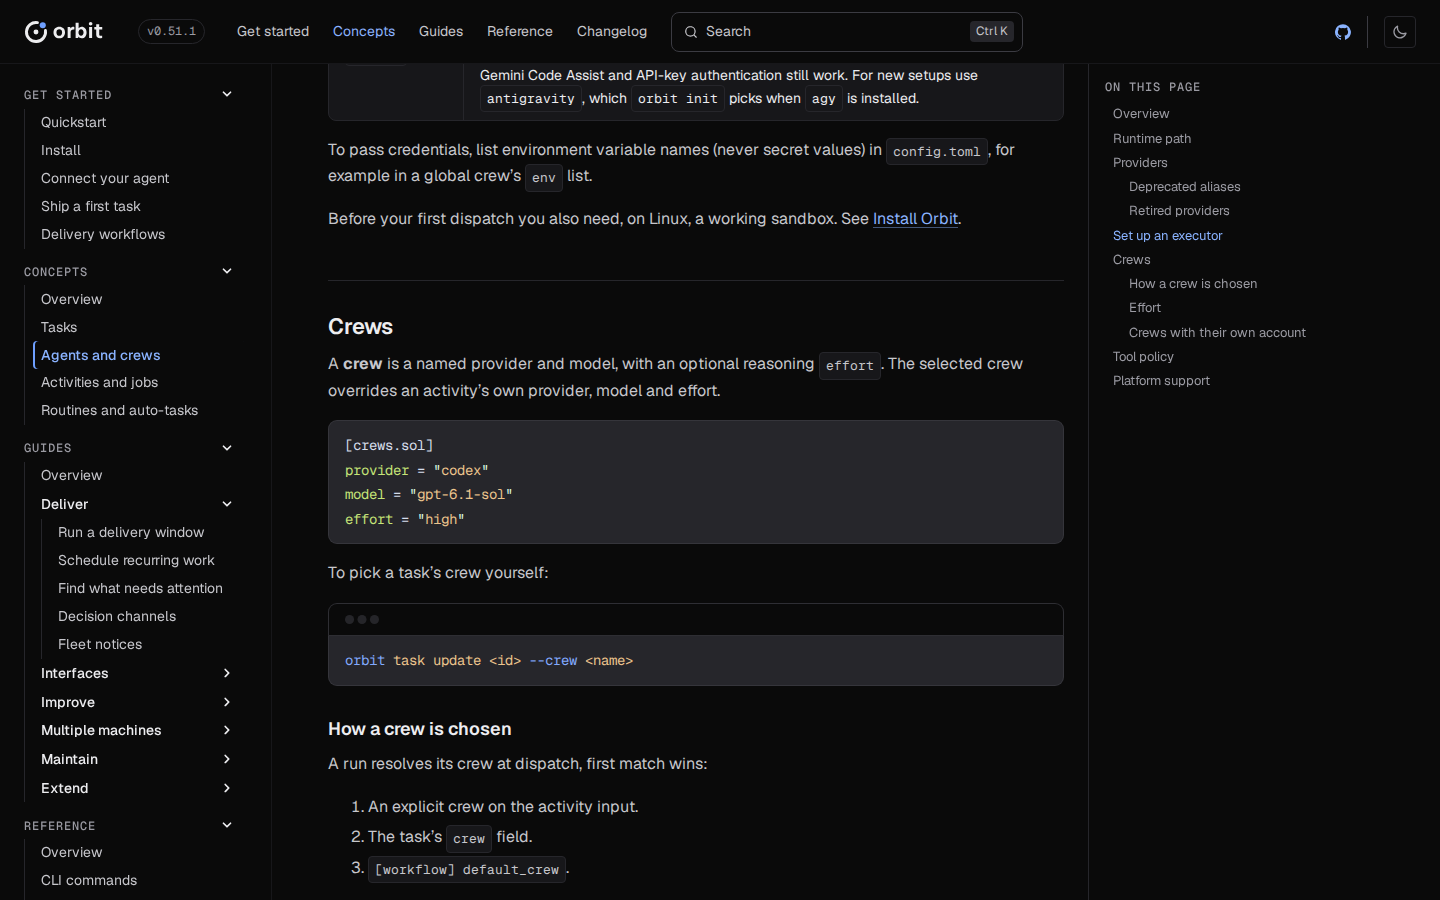 orbit
v0.51.1
Get started
Concepts
Guides
Reference
Changelog
Search
Ctrl K
GET STARTED
Quickstart
Install
Connect your agent
Ship a first task
Delivery workflows
CONCEPTS
Overview
Tasks
Agents and crews
Activities and jobs
Routines and auto-tasks
GUIDES
Overview
Deliver
Run a delivery window
Schedule recurring work
Find what needs attention
Decision channels
Fleet notices
Interfaces
Improve
Multiple machines
Maintain
Extend
REFERENCE
Overview
CLI commands
Gemini Code Assist and API-key authentication still work. For new setups use
antigravity, which orbit init picks when agy is installed.
To pass credentials, list environment variable names (never secret values) in config.toml, for
example in a global crew’s env list.
Before your first dispatch you also need, on Linux, a working sandbox. See Install Orbit.
Crews
A crew is a named provider and model, with an optional reasoning effort. The selected crew
overrides an activity’s own provider, model and effort.
[crews.sol]
provider = "codex"
model = "gpt-6.1-sol"
effort = "high"
To pick a task’s crew yourself:
orbit task update <id> --crew <name>
How a crew is chosen
A run resolves its crew at dispatch, first match wins:
1. An explicit crew on the activity input.
2. The task’s crew field.
3. [workflow] default_crew.
ON THIS PAGE
Overview
Runtime path
Providers
Deprecated aliases
Retired providers
Set up an executor
Crews
How a crew is chosen
Effort
Crews with their own account
Tool policy
Platform support